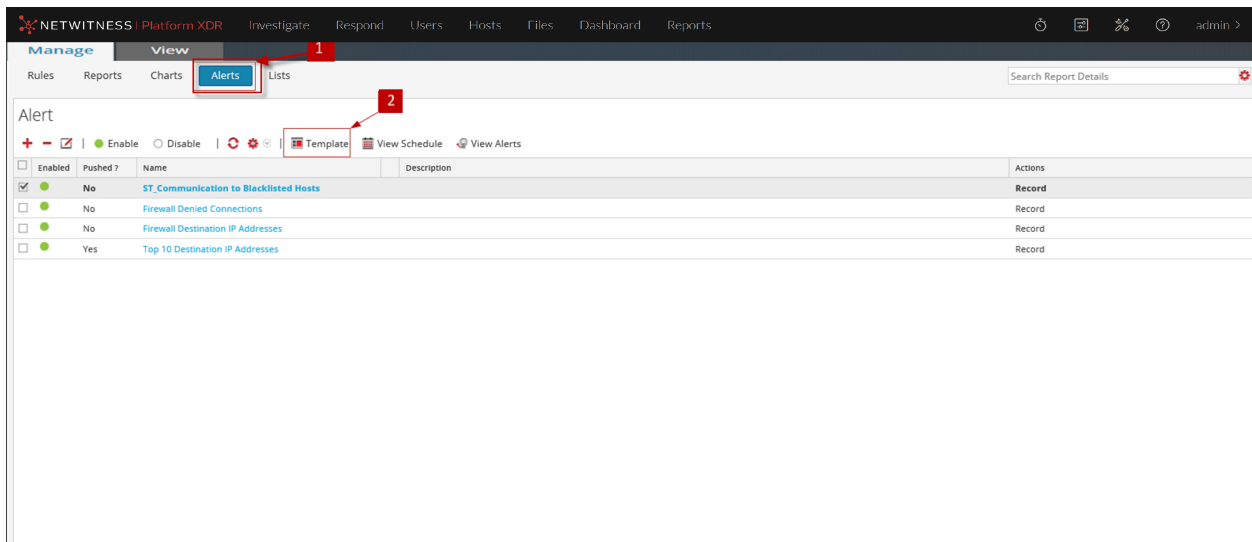 NETWITNESS | Platform XDR Investigate Respond Users Hosts Files Dashboard Reports admin >
Manage View 1
Rules Reports Charts Alerts Lists Search Report Details
2
Alert
Enable Disable Template View Schedule View Alerts
Enabled Pushed ? Name Description Actions
No ST_Communication to Blacklisted Hosts Record
No Firewall Denied Connections Record
No Firewall Destination IP Addresses Record
Yes Top 10 Destination IP Addresses Record